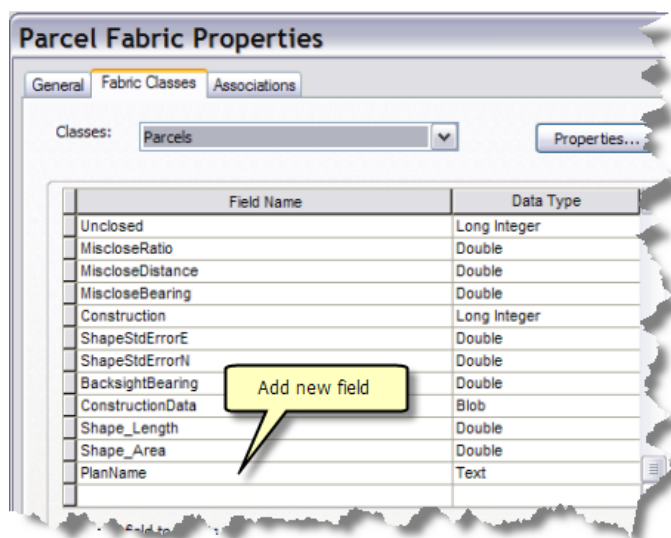 Parcel Fabric Properties
General Fabric Classes Associations
Classes: Parcels Properties...
Field Name Data Type
Unclosed Long Integer
MiscloseRatio Double
MiscloseDistance Double
MiscloseBearing Double
Construction Long Integer
ShapeStdErrorE Double
ShapeStdErrorN Double
BacksightBearing Double
Add new field
ConstructionData Blob
Shape_Length Double
Shape_Area Double
PlanName Text
field to